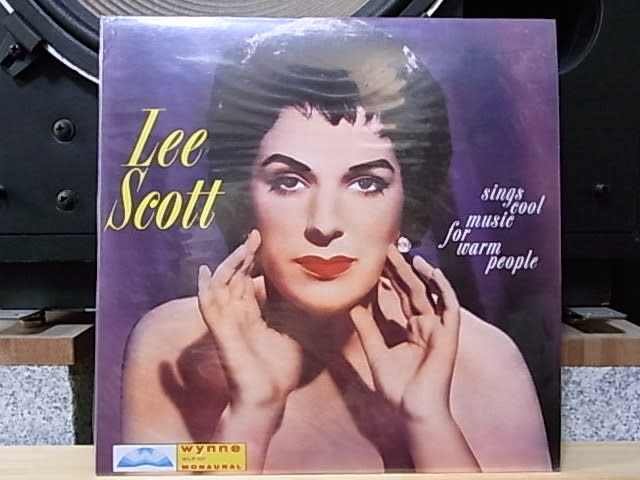 Lee
Scott
sings
cool
music
for
warm
people
wynne
MONAURAL